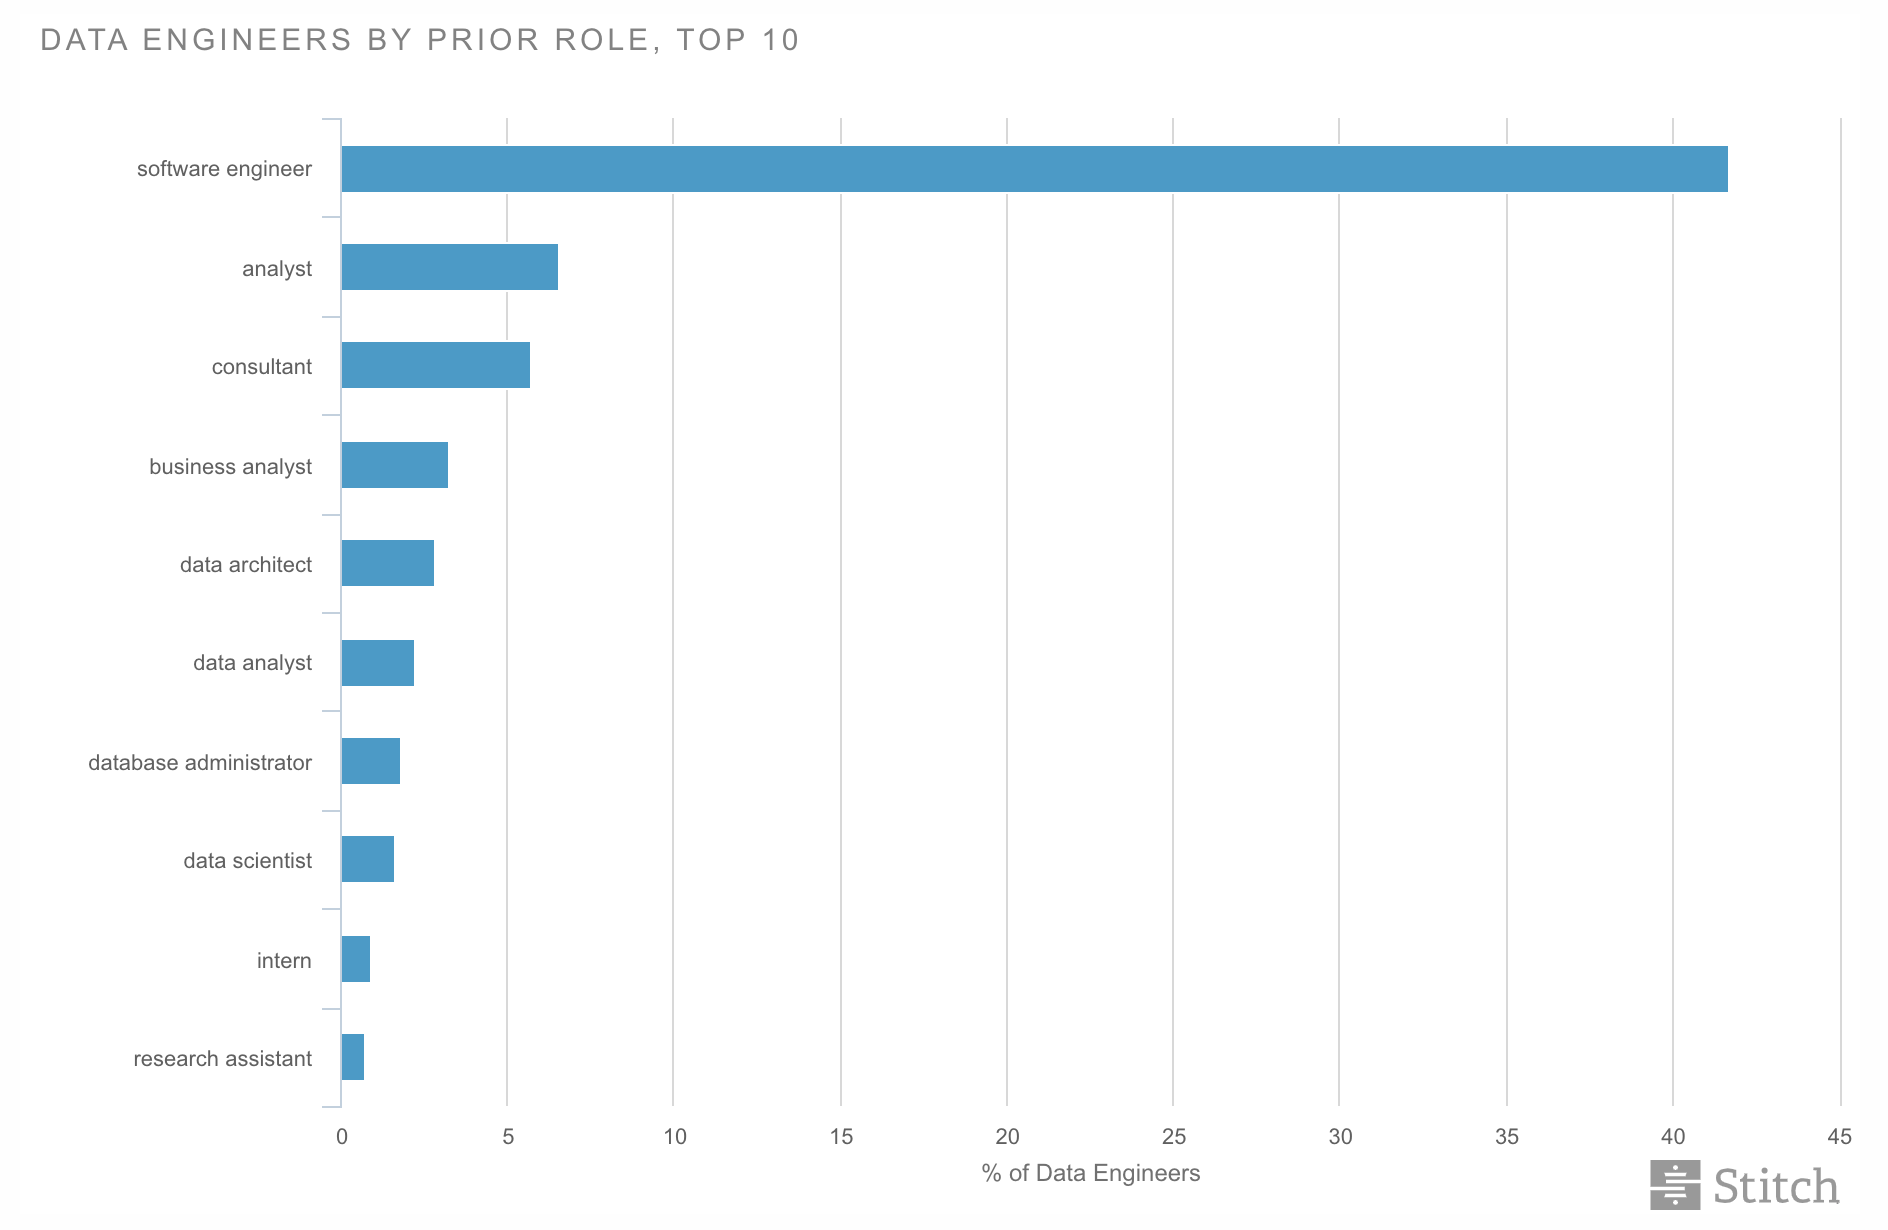 DATA ENGINEERS BY PRIOR ROLE, TOP 10
software engineer
analyst
consultant
business analyst
data architect
data analyst
database administrator
data scientist
intern
research assistant
0 5 10 15 20 25 30 35 40 45
% of Data Engineers
Stitch